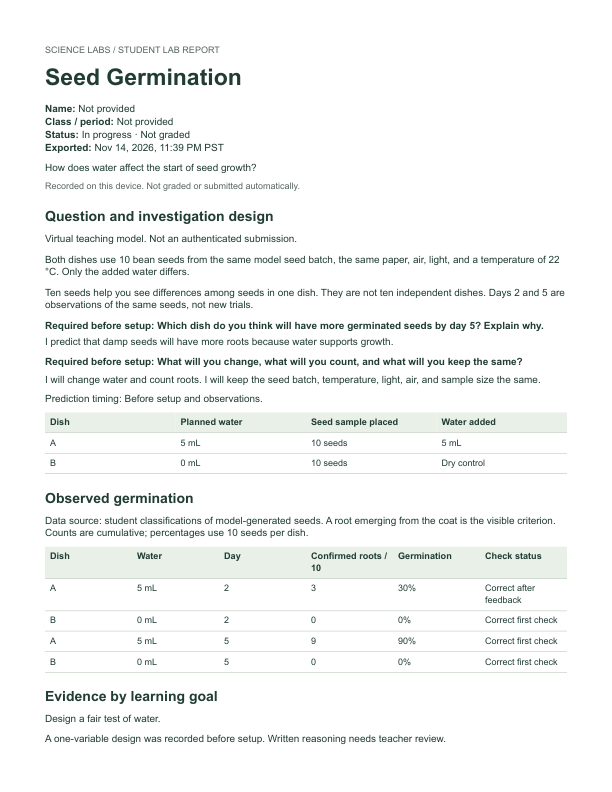 SCIENCE LABS / STUDENT LAB REPORT
Seed Germination
Name: Not provided
Class / period: Not provided
Status: In progress · Not graded
Exported: Nov 14, 2026, 11:39 PM PST
How does water affect the start of seed growth?
Recorded on this device. Not graded or submitted automatically.
Question and investigation design
Virtual teaching model. Not an authenticated submission.
Both dishes use 10 bean seeds from the same model seed batch, the same paper, air, light, and a temperature of 22
°C. Only the added water differs.
Ten seeds help you see differences among seeds in one dish. They are not ten independent dishes. Days 2 and 5 are
observations of the same seeds, not new trials.
Required before setup: Which dish do you think will have more germinated seeds by day 5? Explain why.
I predict that damp seeds will have more roots because water supports growth.
Required before setup: What will you change, what will you count, and what will you keep the same?
I will change water and count roots. I will keep the seed batch, temperature, light, air, and sample size the same.
Prediction timing: Before setup and observations.
Dish Planned water Seed sample placed Water added
A 5 mL 10 seeds 5 mL
B 0 mL 10 seeds Dry control
Observed germination
Data source: student classifications of model-generated seeds. A root emerging from the coat is the visible criterion.
Counts are cumulative; percentages use 10 seeds per dish.
Dish Water Day Confirmed roots / Germination Check status
10
A 5 mL 2 3 30% Correct after
feedback
B 0 mL 2 0 0% Correct first check
A 5 mL 5 9 90% Correct first check
B 0 mL 5 0 0% Correct first check
Evidence by learning goal
Design a fair test of water.
A one-variable design was recorded before setup. Written reasoning needs teacher review.